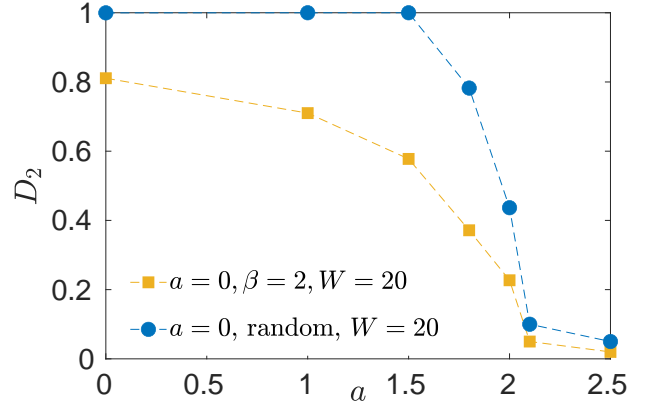 1
0.8
0.6
0.4
0.2
0
D₂
a = 0, β = 2, W = 20
a = 0, random, W = 20
0 0.5 1 1.5 2 2.5
a